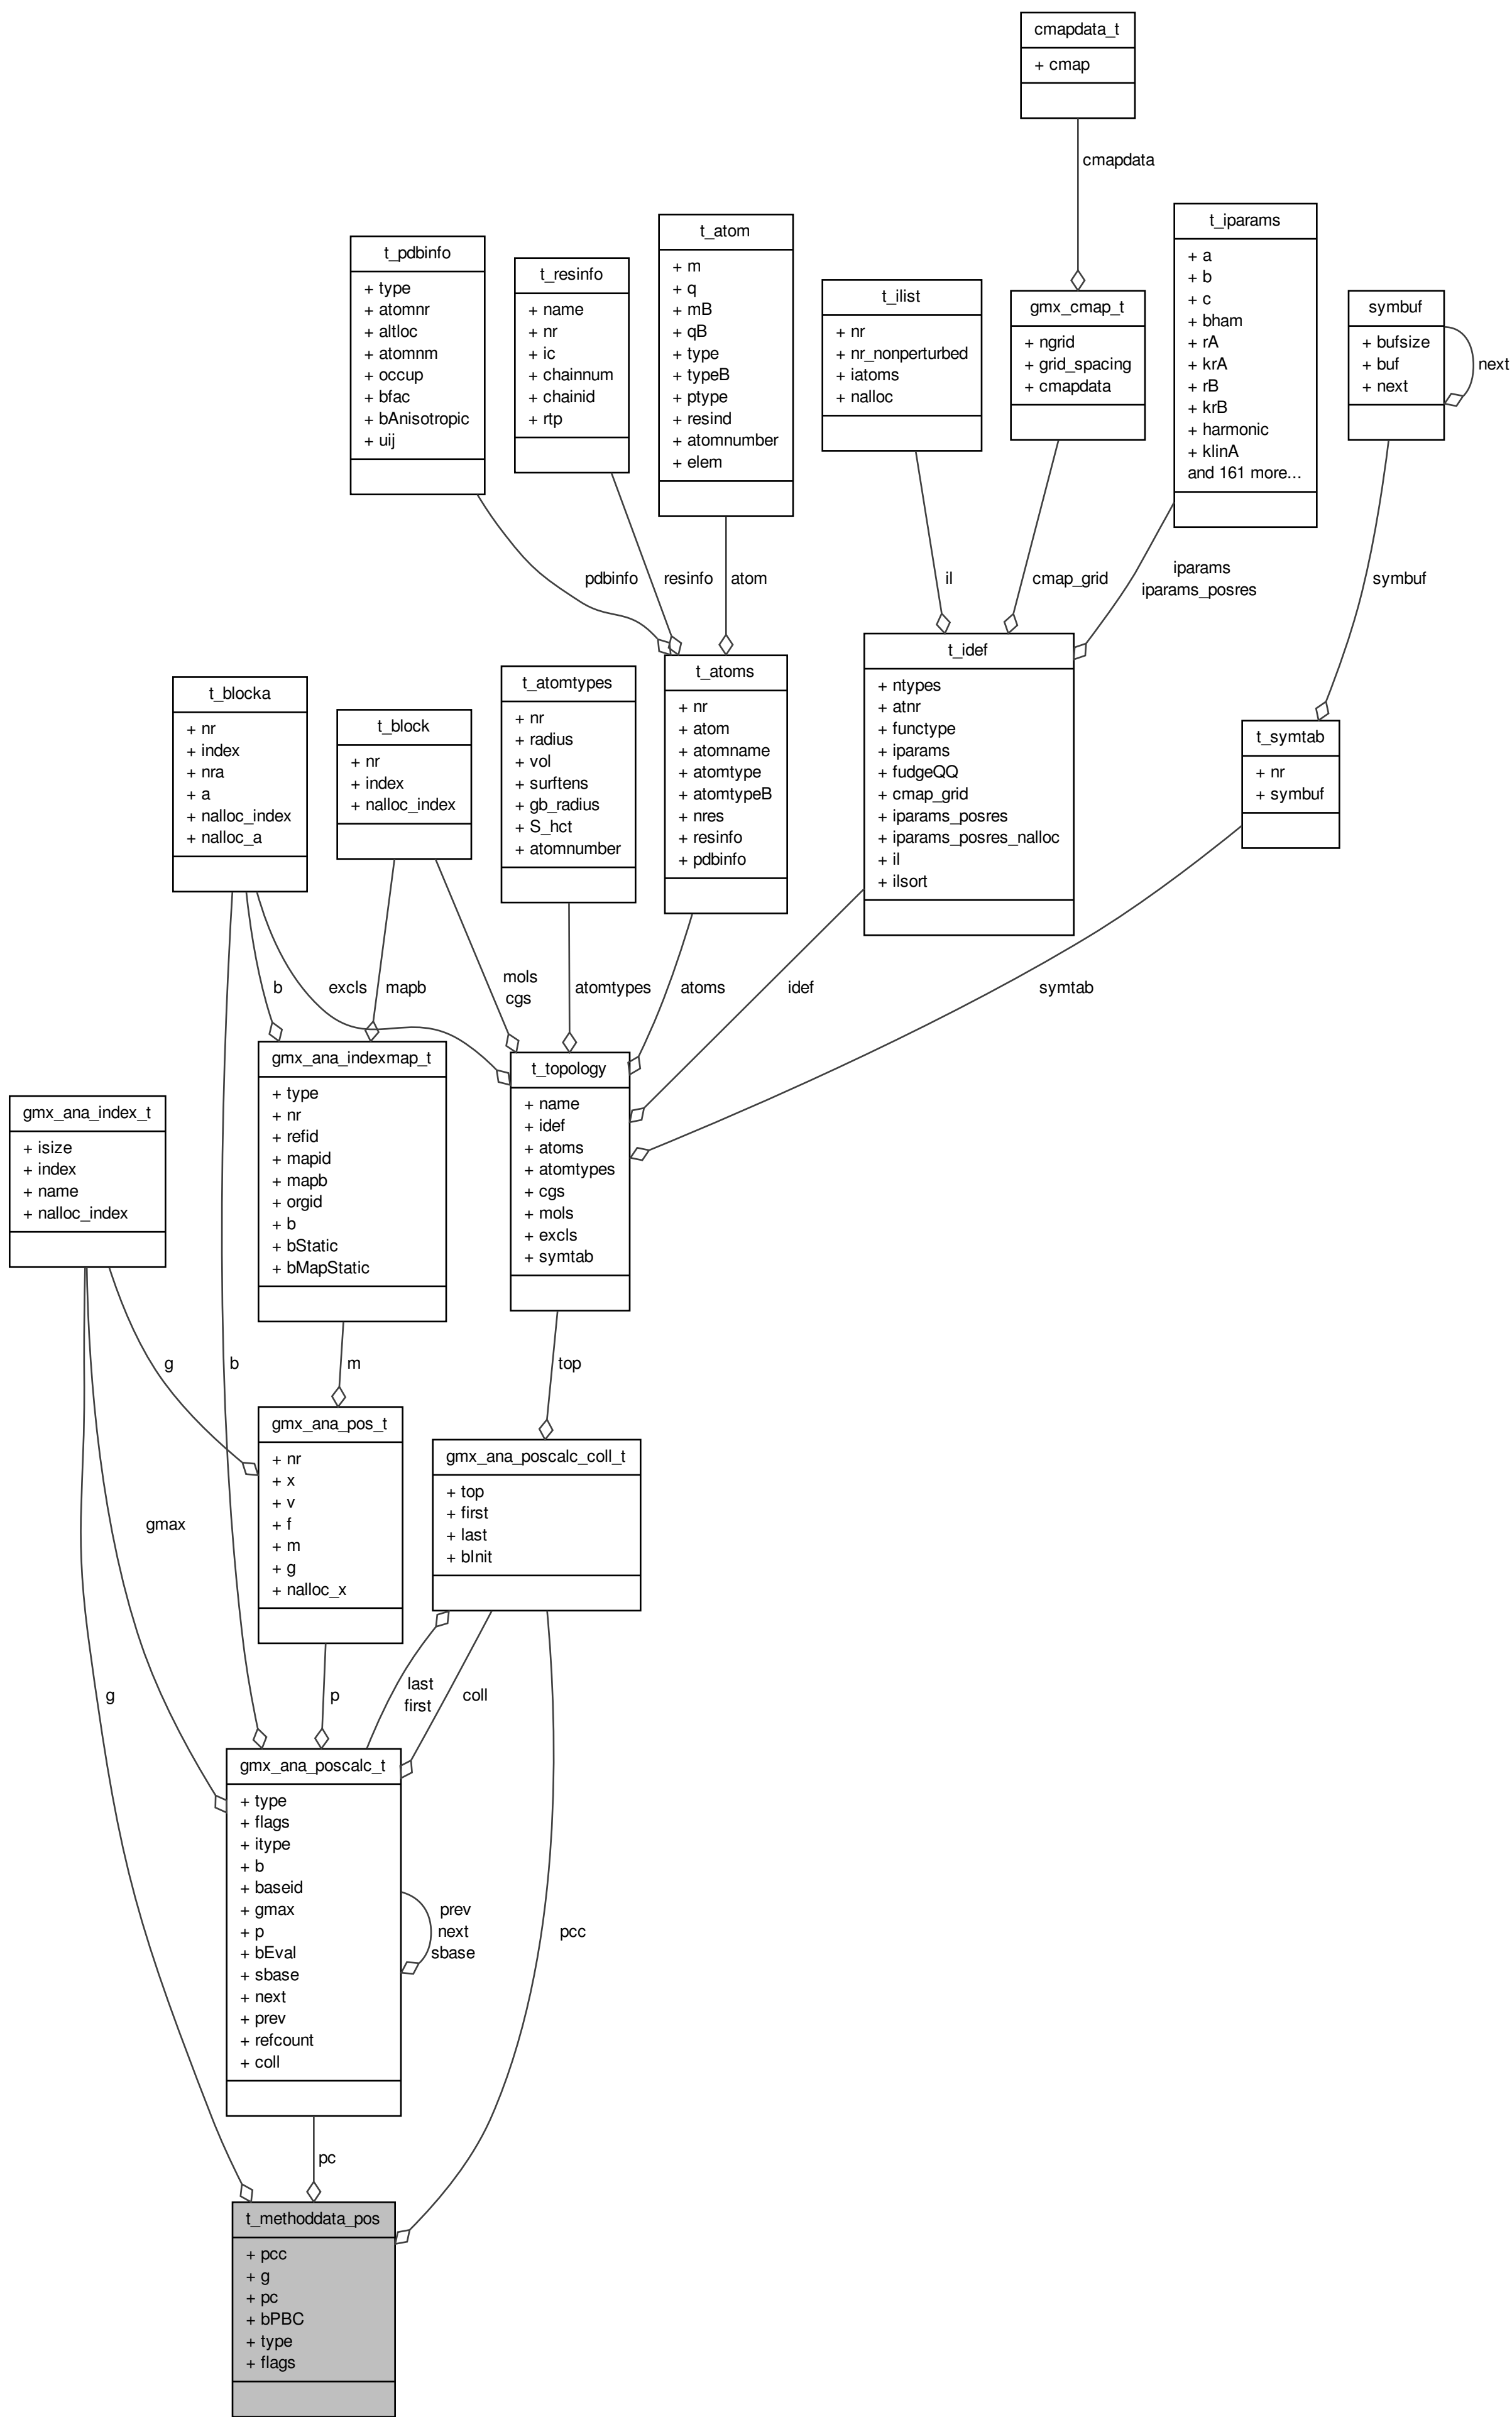 cmapdata_t
+ cmap
cmapdata
t_pdbinfo
+ type
+ atomnr
+ altloc
+ atomnm
+ occup
+ bfac
+ bAnisotropic
+ uij
t_resinfo
+ name
+ nr
+ ic
+ chainnum
+ chainid
+ rtp
t_atom
+ m
+ q
+ mB
+ qB
+ type
+ typeB
+ ptype
+ resind
+ atomnumber
+ elem
t_ilist
+ nr
+ nr_nonperturbed
+ iatoms
+ nalloc
gmx_cmap_t
+ ngrid
+ grid_spacing
+ cmapdata
t_iparams
+ a
+ b
+ c
+ bham
+ rA
+ krA
+ rB
+ krB
+ harmonic
+ klinA
and 161 more...
symbuf
+ bufsize
+ buf
+ next
next
pdbinfo
resinfo
atom
il
cmap_grid
iparams
iparams_posres
symbuf
t_blocka
+ nr
+ index
+ nra
+ a
+ nalloc_index
+ nalloc_a
t_block
+ nr
+ index
+ nalloc_index
t_atomtypes
+ nr
+ radius
+ vol
+ surftens
+ gb_radius
+ S_hct
+ atomnumber
t_atoms
+ nr
+ atom
+ atomname
+ atomtype
+ atomtypeB
+ nres
+ resinfo
+ pdbinfo
t_idef
+ ntypes
+ atnr
+ functype
+ iparams
+ fudgeQQ
+ cmap_grid
+ iparams_posres
+ iparams_posres_nalloc
+ il
+ ilsort
t_symtab
+ nr
+ symbuf
b
excls
mapb
mols
cgs
atomtypes
atoms
idef
symtab
gmx_ana_index_t
+ isize
+ index
+ name
+ nalloc_index
gmx_ana_indexmap_t
+ type
+ nr
+ refid
+ mapid
+ mapb
+ orgid
+ b
+ bStatic
+ bMapStatic
t_topology
+ name
+ idef
+ atoms
+ atomtypes
+ cgs
+ mols
+ excls
+ symtab
g
b
m
top
gmx_ana_pos_t
+ nr
+ x
+ v
+ f
+ m
+ g
+ nalloc_x
gmx_ana_poscalc_coll_t
+ top
+ first
+ last
+ bInit
gmax
g
p
last
first
coll
gmx_ana_poscalc_t
+ type
+ flags
+ itype
+ b
+ baseid
+ gmax
+ p
+ bEval
+ sbase
+ next
+ prev
+ refcount
+ coll
prev
next
sbase
pcc
pc
t_methoddata_pos
+ pcc
+ g
+ pc
+ bPBC
+ type
+ flags